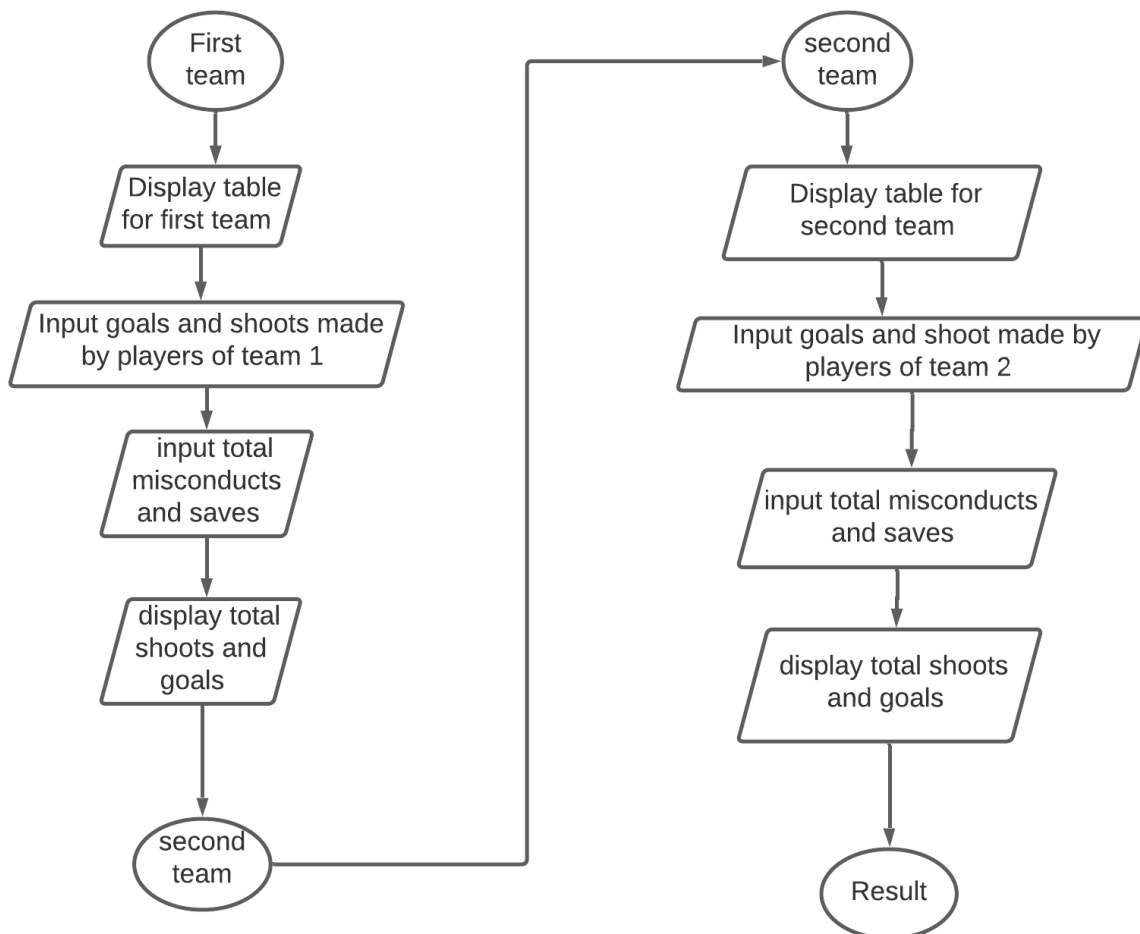 First
team
Display table
for first team
Input goals and shoots made
by players of team 1
input total
misconducts
and saves
display total
shoots and
goals
second
team
second
team
Display table for
second team
Input goals and shoot made by
players of team 2
input total misconducts
and saves
display total shoots
and goals
Result